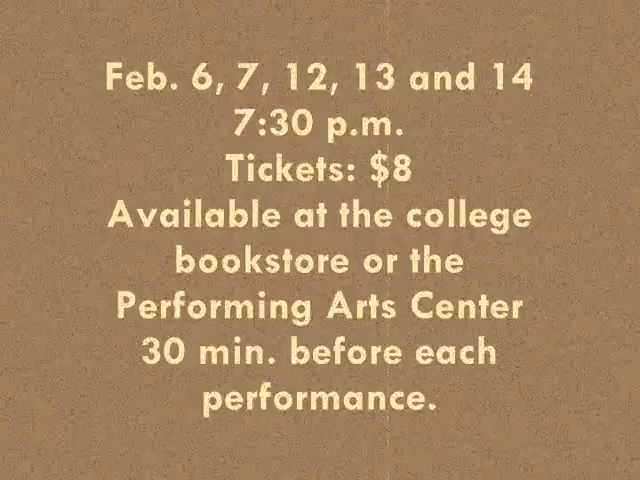 Feb. 6, 7, 12, 13 and 14
7:30 p.m.
Tickets: $8
Available at the college
bookstore or the
Performing Arts Center
30 min. before each
performance.